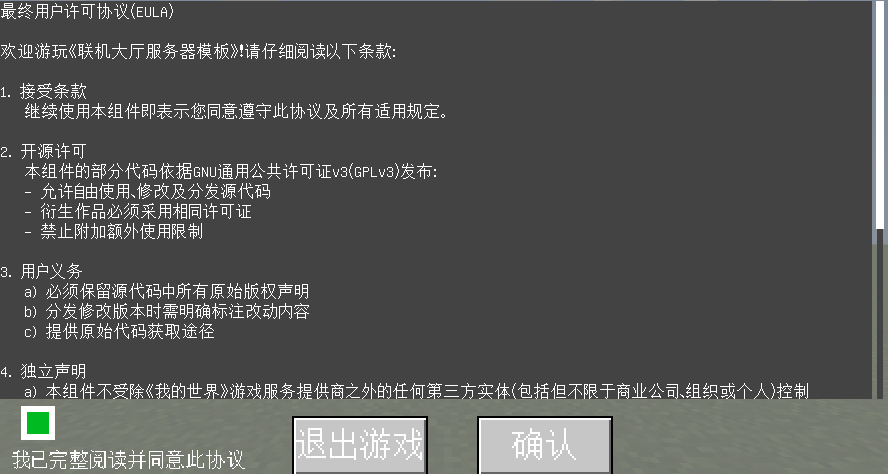 最终用户许可协议(EULA)
欢迎游玩《联机大厅服务器模板》!请仔细阅读以下条款:
1. 接受条款
继续使用本组件即表示您同意遵守此协议及所有适用规定。
2. 开源许可
本组件的部分代码依据GNU通用公共许可证v3(GPLv3)发布:
- 允许自由使用、修改及分发源代码
- 衍生作品必须采用相同许可证
- 禁止附加额外使用限制
3. 用户义务
a) 必须保留源代码中所有原始版权声明
b) 分发修改版本时需明确标注改动内容
c) 提供原始代码获取途径
4. 独立声明
a) 本组件不受除《我的世界》游戏服务提供商之外的任何第三方实体(包括但不限于商业公司、组织或个人)控制
退出游戏
确认
我已完整阅读并同意此协议